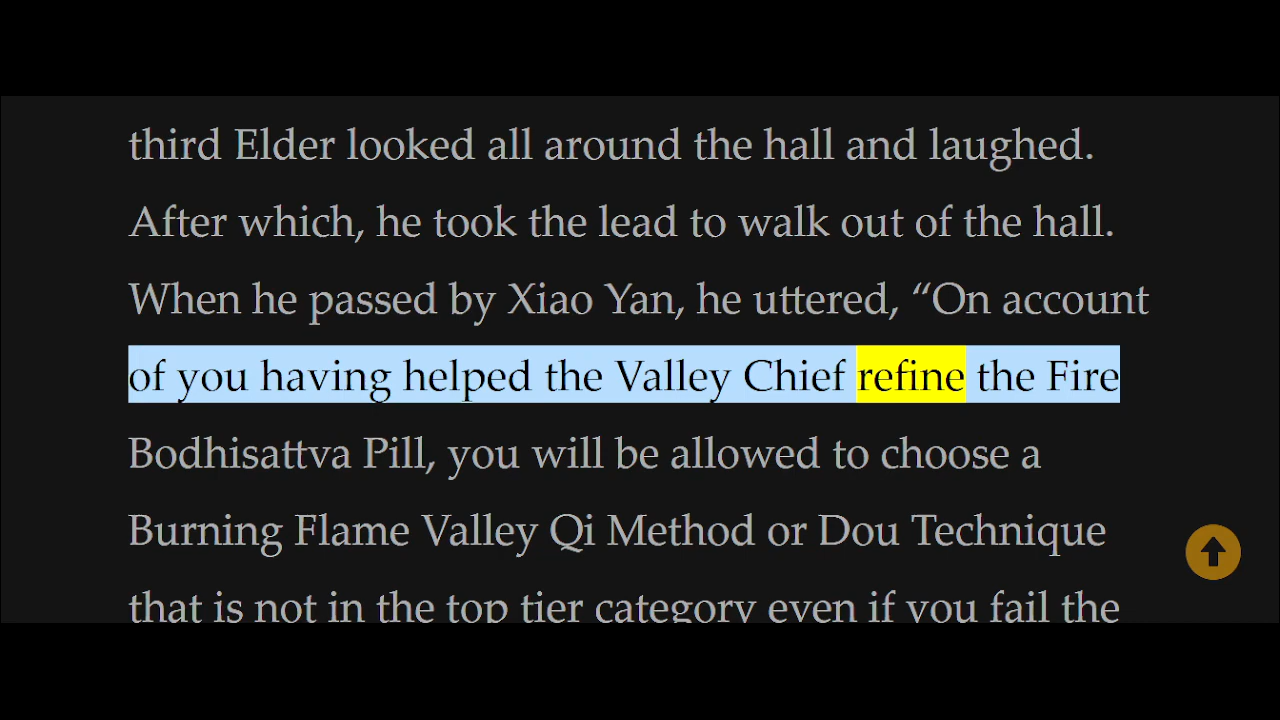 third Elder looked all around the hall and laughed.
After which, he took the lead to walk out of the hall.
When he passed by Xiao Yan, he uttered, “On account
of you having helped the Valley Chief refine the Fire
Bodhisattva Pill, you will be allowed to choose a
Burning Flame Valley Qi Method or Dou Technique
that is not in the top tier category even if you fail the